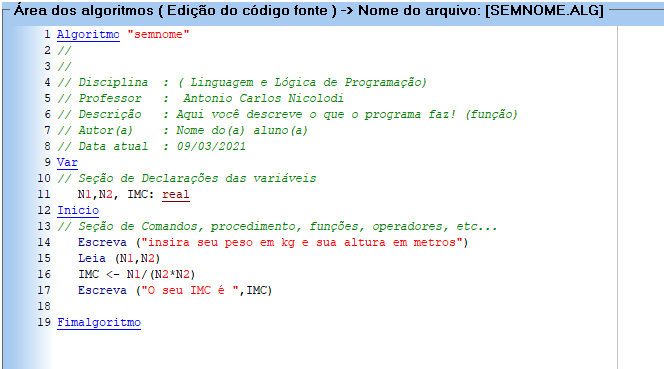 Área dos algoritmos ( Edição do código fonte ) -> Nome do arquivo: [SEMNOME.ALG]
1 Algoritmo "semnome"
2 //
3 //
4 // Disciplina  : ( Linguagem e Lógica de Programação)
5 // Professor   :  Antonio Carlos Nicolodi
6 // Descrição   : Aqui você descreve o que o programa faz! (função)
7 // Autor(a)    : Nome do(a) aluno(a)
8 // Data atual  : 09/03/2021
9 Var
10 // Seção de Declarações das variáveis
11    N1,N2, IMC: real
12 Inicio
13 // Seção de Comandos, procedimento, funções, operadores, etc...
14    Escreva ("insira seu peso em kg e sua altura em metros")
15    Leia (N1,N2)
16    IMC <- N1/(N2*N2)
17    Escreva ("O seu IMC é ",IMC)
18
19 Fimalgoritmo